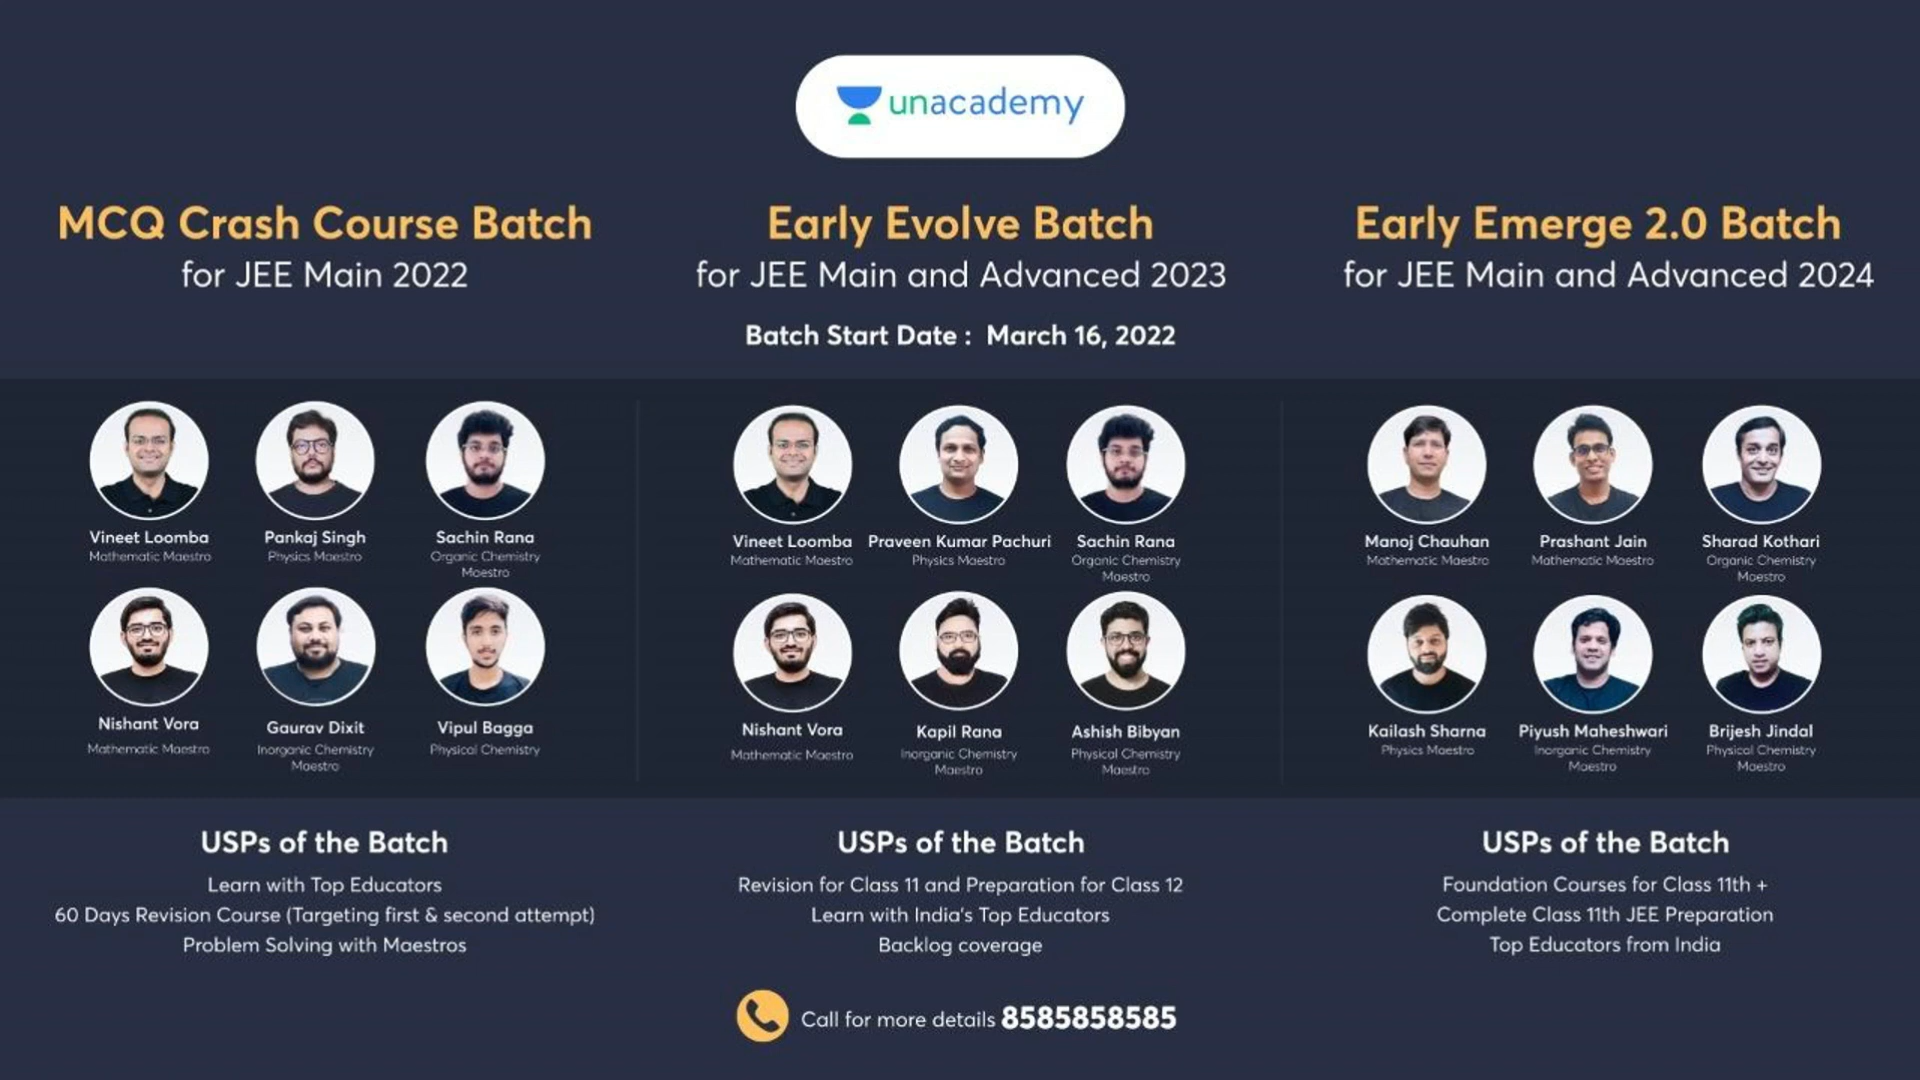 unacademy
MCQ Crash Course Batch
for JEE Main 2022
Early Evolve Batch
for JEE Main and Advanced 2023
Batch Start Date : March 16, 2022
Early Emerge 2.0 Batch
for JEE Main and Advanced 2024
Vineet Loomba
Mathematic Maestro
Pankaj Singh
Physics Maestro
Sachin Rana
Organic Chemistry
Maestro
Nishant Vora
Mathematic Maestro
Gaurav Dixit
Inorganic Chemistry
Maestro
Vipul Bagga
Physical Chemistry
Vineet Loomba
Mathematic Maestro
Praveen Kumar Pachuri
Physics Maestro
Sachin Rana
Organic Chemistry
Maestro
Nishant Vora
Mathematic Maestro
Kapil Rana
Inorganic Chemistry
Maestro
Ashish Bibyan
Physical Chemistry
Maestro
Manoj Chauhan
Mathematic Maestro
Prashant Jain
Mathematic Maestro
Sharad Kothari
Organic Chemistry
Maestro
Kailash Sharna
Physics Maestro
Piyush Maheshwari
Inorganic Chemistry
Maestro
Brijesh Jindal
Physical Chemistry
Maestro
USPs of the Batch
Learn with Top Educators
60 Days Revision Course (Targeting first & second attempt)
Problem Solving with Maestros
USPs of the Batch
Revision for Class 11 and Preparation for Class 12
Learn with India's Top Educators
Backlog coverage
USPs of the Batch
Foundation Courses for Class 11th +
Complete Class 11th JEE Preparation
Top Educators from India
Call for more details 8585858585